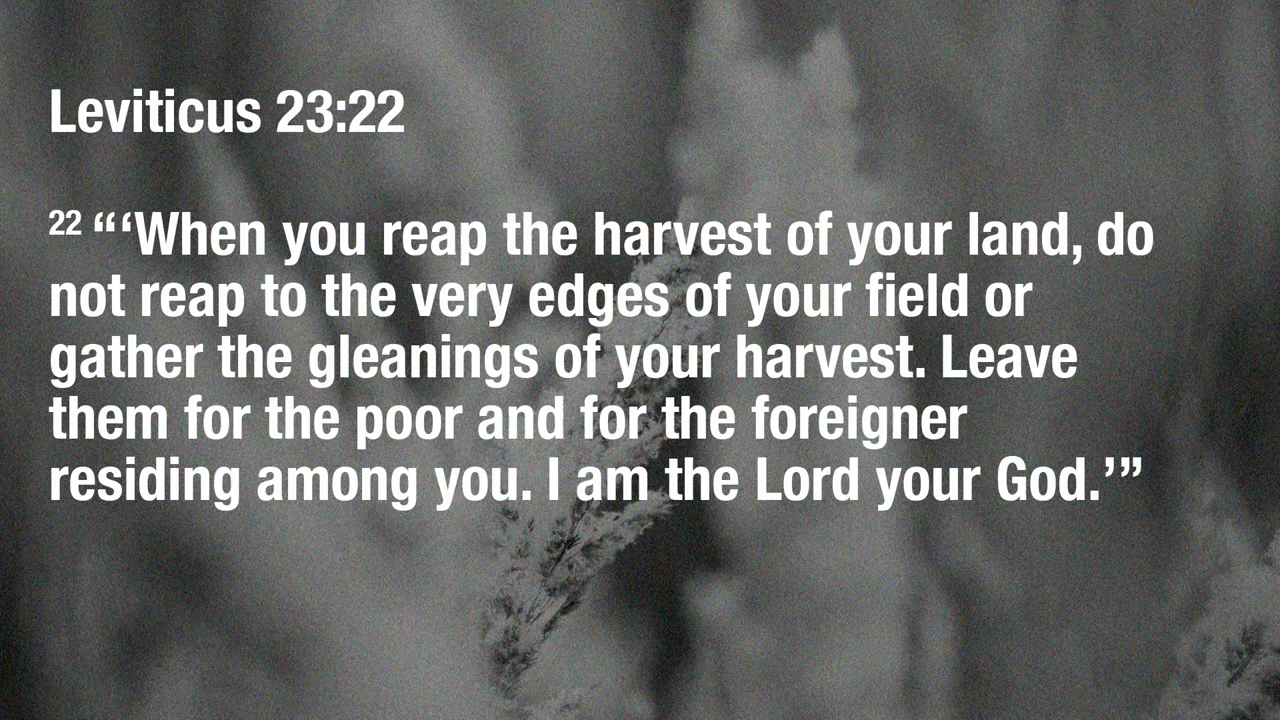 Leviticus 23:22
22 “‘When you reap the harvest of your land, do
not reap to the very edges of your field or
gather the gleanings of your harvest. Leave
them for the poor and for the foreigner
residing among you. I am the Lord your God.’”